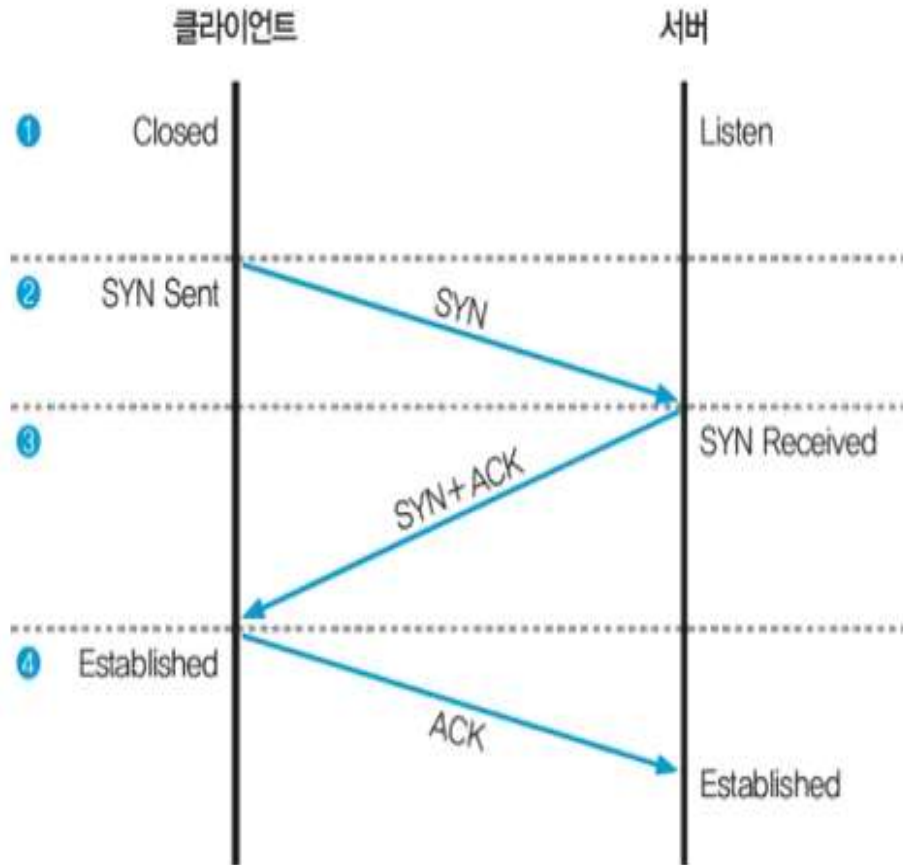 클라이언트 서버
1 Closed Listen
2 SYN Sent
SYN
3 SYN Received
SYN+ACK
4 Established
ACK
Established